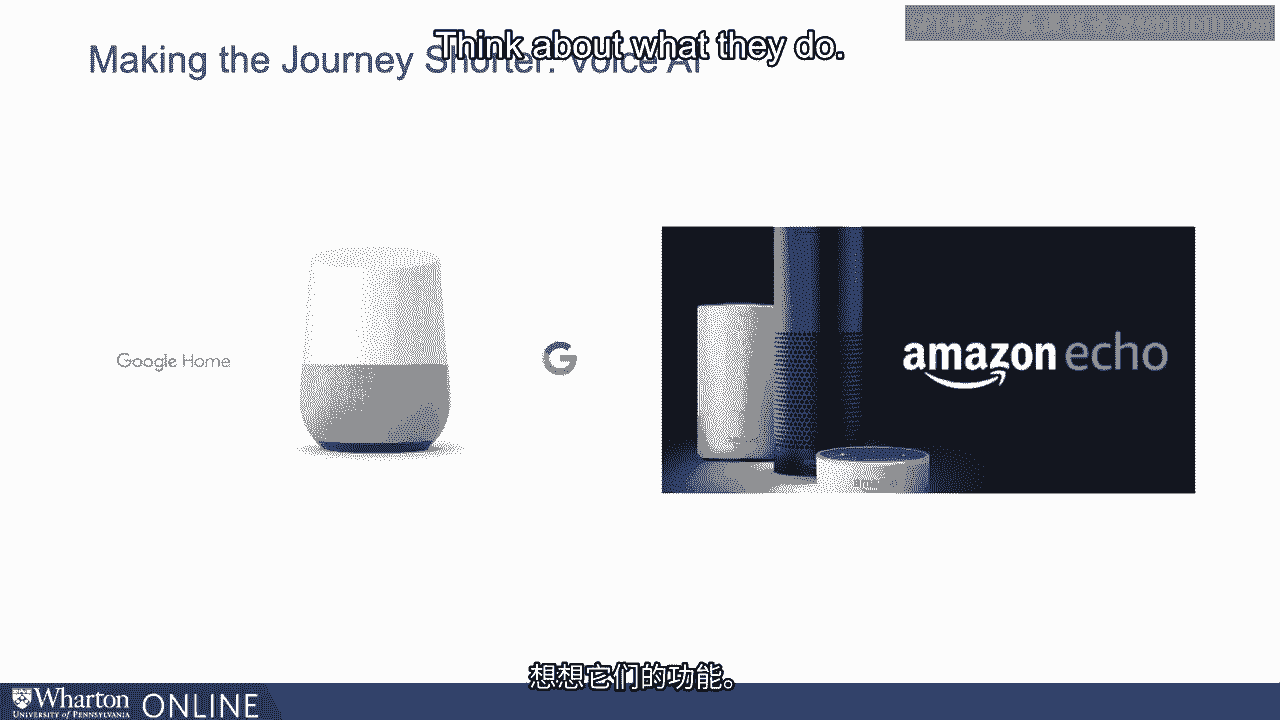 Think about what they do.
Making the Journey Shorter: Voice AI
Google Home
G
amazon echo
想想它们的功能。
Wharton
UNIVERSITY of PENNSYLVANIA
ONLINE